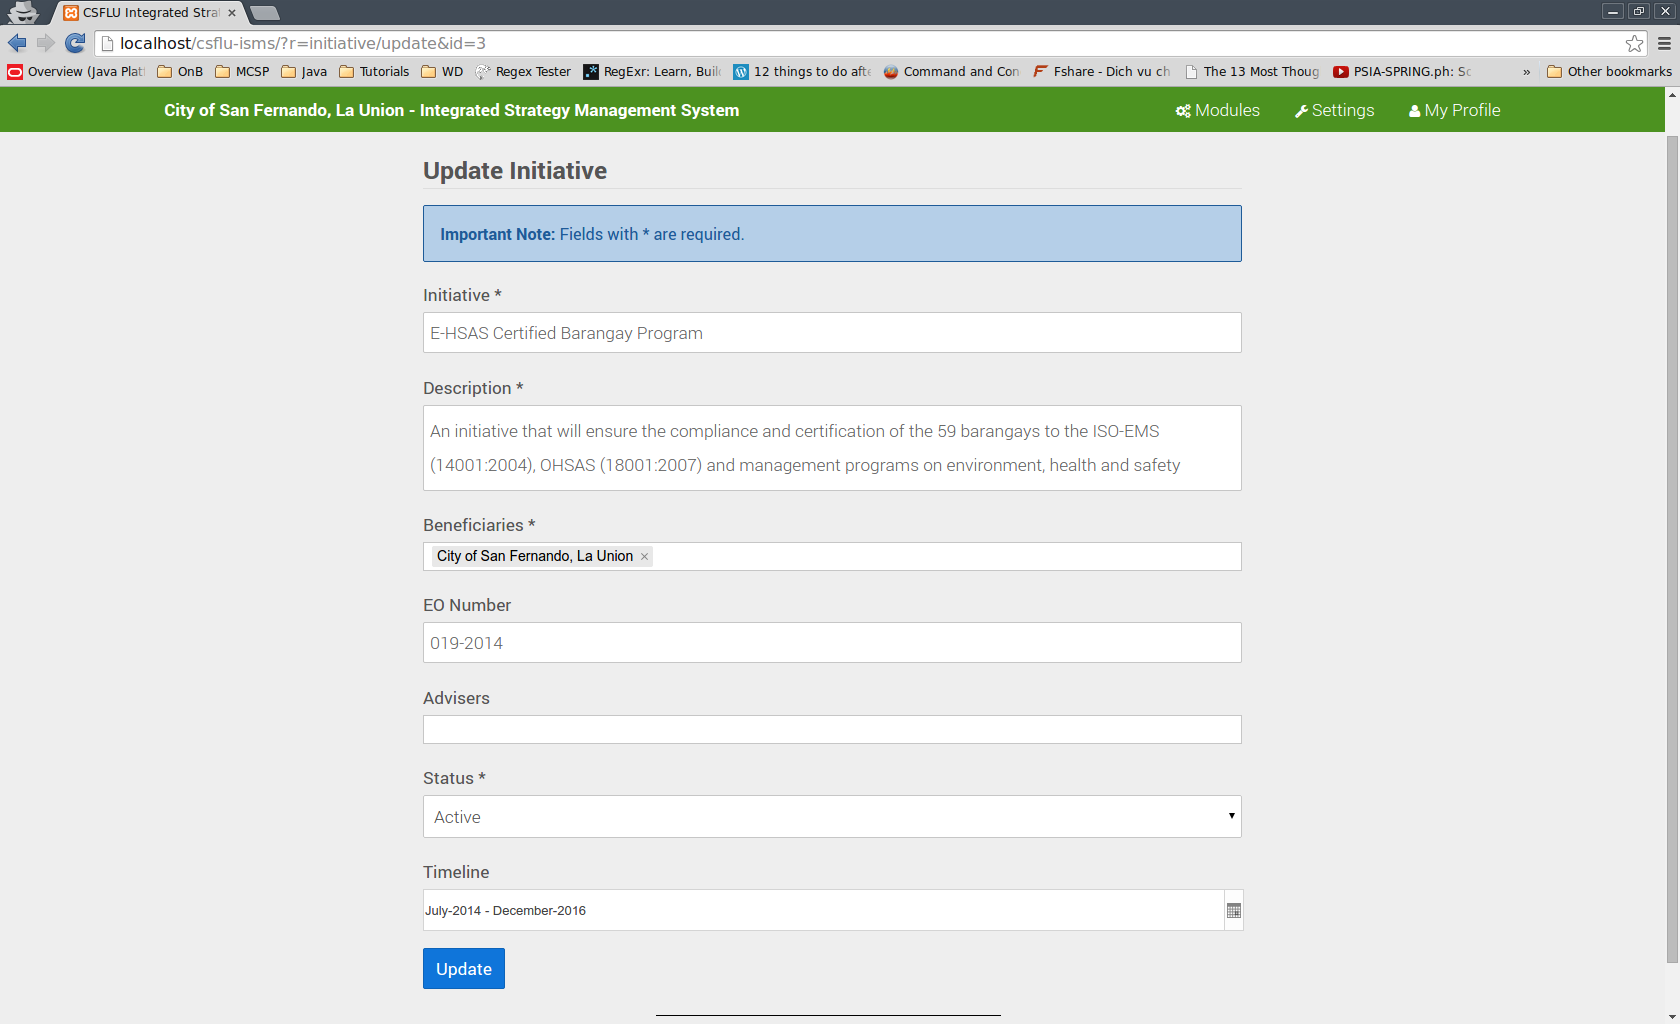 CSFLU Integrated Stra
localhost/csflu-isms/?r=initiative/update&id=3
Overview (Java Plat OnB MCSP Java Tutorials WD Regex Tester RegExr: Learn, Buil 12 things to do afte Command and Con Fshare - Dich vu ch The 13 Most Thoug PSIA-SPRING.ph: Sc » Other bookmarks
City of San Fernando, La Union - Integrated Strategy Management System Modules Settings My Profile
Update Initiative
Important Note: Fields with * are required.
Initiative *
E-HSAS Certified Barangay Program
Description *
An initiative that will ensure the compliance and certification of the 59 barangays to the ISO-EMS
(14001:2004), OHSAS (18001:2007) and management programs on environment, health and safety
Beneficiaries *
City of San Fernando, La Union ×
EO Number
019-2014
Advisers
Status *
Active
Timeline
July-2014 - December-2016
Update